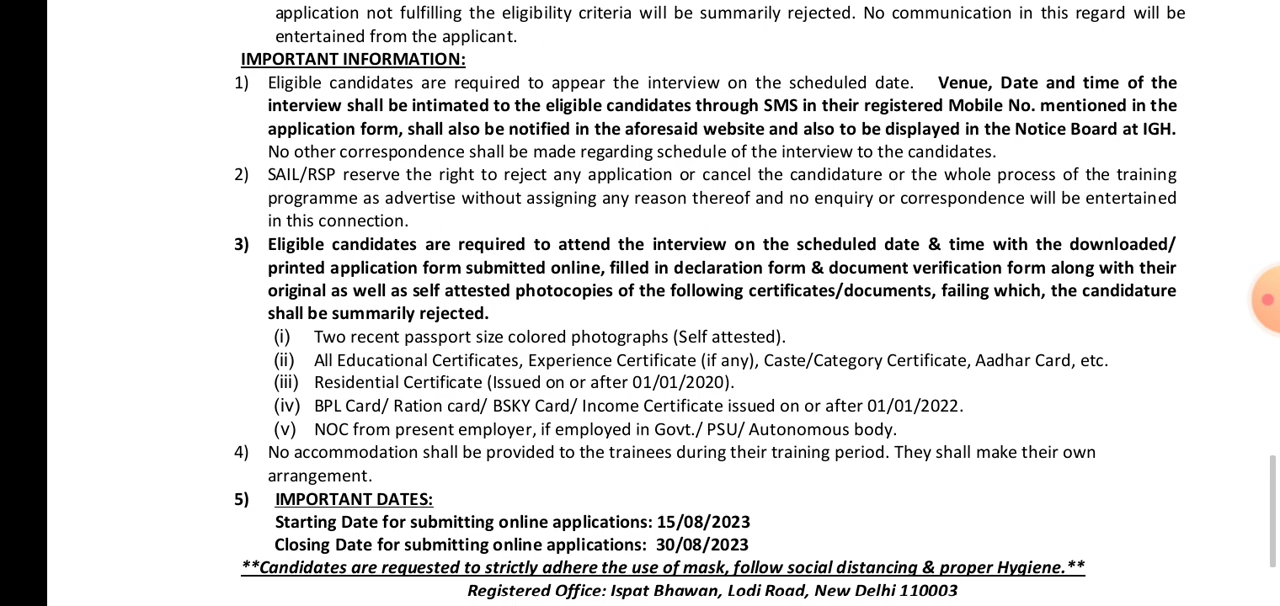 application not fulfilling the eligibility criteria will be summarily rejected. No communication in this regard will be
entertained from the applicant.
IMPORTANT INFORMATION:
1) Eligible candidates are required to appear the interview on the scheduled date. Venue, Date and time of the
interview shall be intimated to the eligible candidates through SMS in their registered Mobile No. mentioned in the
application form, shall also be notified in the aforesaid website and also to be displayed in the Notice Board at IGH.
No other correspondence shall be made regarding schedule of the interview to the candidates.
2) SAIL/RSP reserve the right to reject any application or cancel the candidature or the whole process of the training
programme as advertise without assigning any reason thereof and no enquiry or correspondence will be entertained
in this connection.
3) Eligible candidates are required to attend the interview on the scheduled date & time with the downloaded/
printed application form submitted online, filled in declaration form & document verification form along with their
original as well as self attested photocopies of the following certificates/documents, failing which, the candidature
shall be summarily rejected.
(i) Two recent passport size colored photographs (Self attested).
(ii) All Educational Certificates, Experience Certificate (if any), Caste/Category Certificate, Aadhar Card, etc.
(iii) Residential Certificate (Issued on or after 01/01/2020).
(iv) BPL Card/ Ration card/ BSKY Card/ Income Certificate issued on or after 01/01/2022.
(v) NOC from present employer, if employed in Govt./ PSU/ Autonomous body.
4) No accommodation shall be provided to the trainees during their training period. They shall make their own
arrangement.
5) IMPORTANT DATES:
Starting Date for submitting online applications: 15/08/2023
Closing Date for submitting online applications: 30/08/2023
**Candidates are requested to strictly adhere the use of mask, follow social distancing & proper Hygiene.**
Registered Office: Ispat Bhawan, Lodi Road, New Delhi 110003